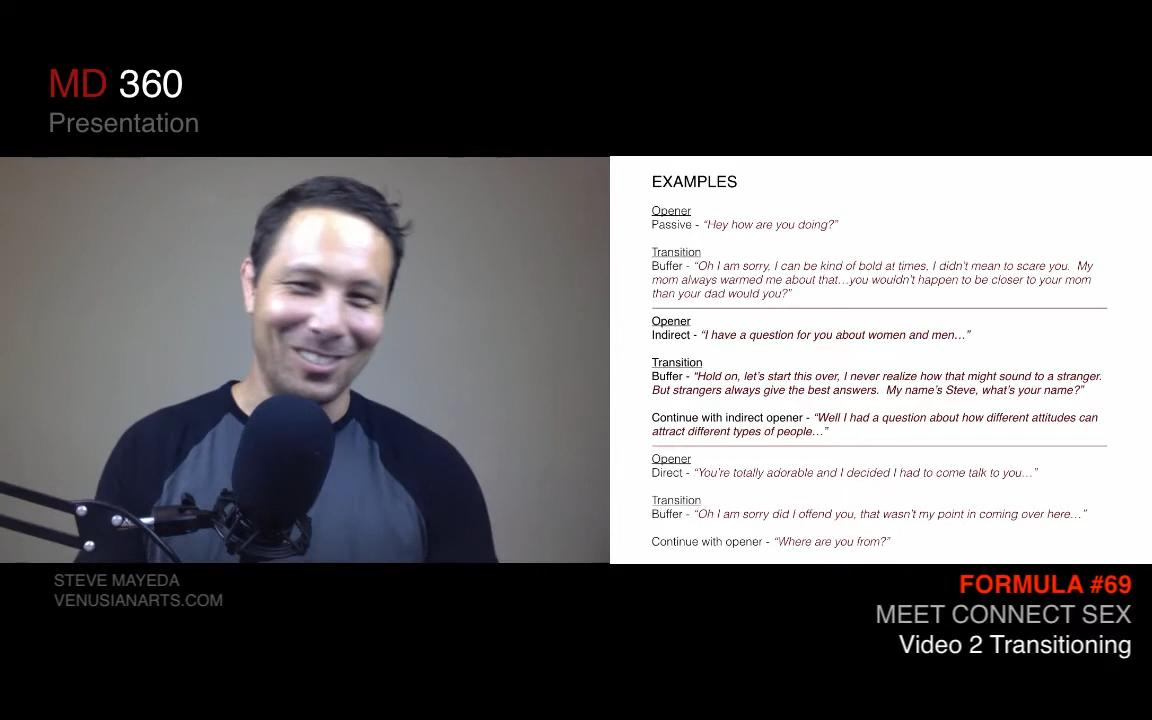 MD 360
Presentation
EXAMPLES
Opener
Passive - “Hey how are you doing?”
Transition
Buffer - “Oh I am sorry, I can be kind of bold at times, I didn’t mean to scare you.  My
mom always warmed me about that…you wouldn’t happen to be closer to your mom
than your dad would you?”
Opener
Indirect - “I have a question for you about women and men…”
Transition
Buffer - “Hold on, let’s start this over, I never realize how that might sound to a stranger.
But strangers always give the best answers.  My name’s Steve, what’s your name?”
Continue with indirect opener - “Well I had a question about how different attitudes can
attract different types of people…”
Opener
Direct - “You’re totally adorable and I decided I had to come talk to you…”
Transition
Buffer - “Oh I am sorry did I offend you, that wasn’t my point in coming over here…”
Continue with opener - “Where are you from?”
STEVE MAYEDA
VENUSIANARTS.COM
FORMULA #69
MEET CONNECT SEX
Video 2 Transitioning